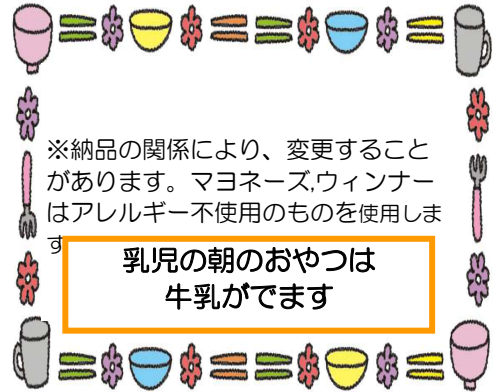 ※納品の関係により、変更すること
があります。マヨネーズ,ウィンナー
はアレルギー不使用のものを使用しま
す
乳児の朝のおやつは
牛乳がでます